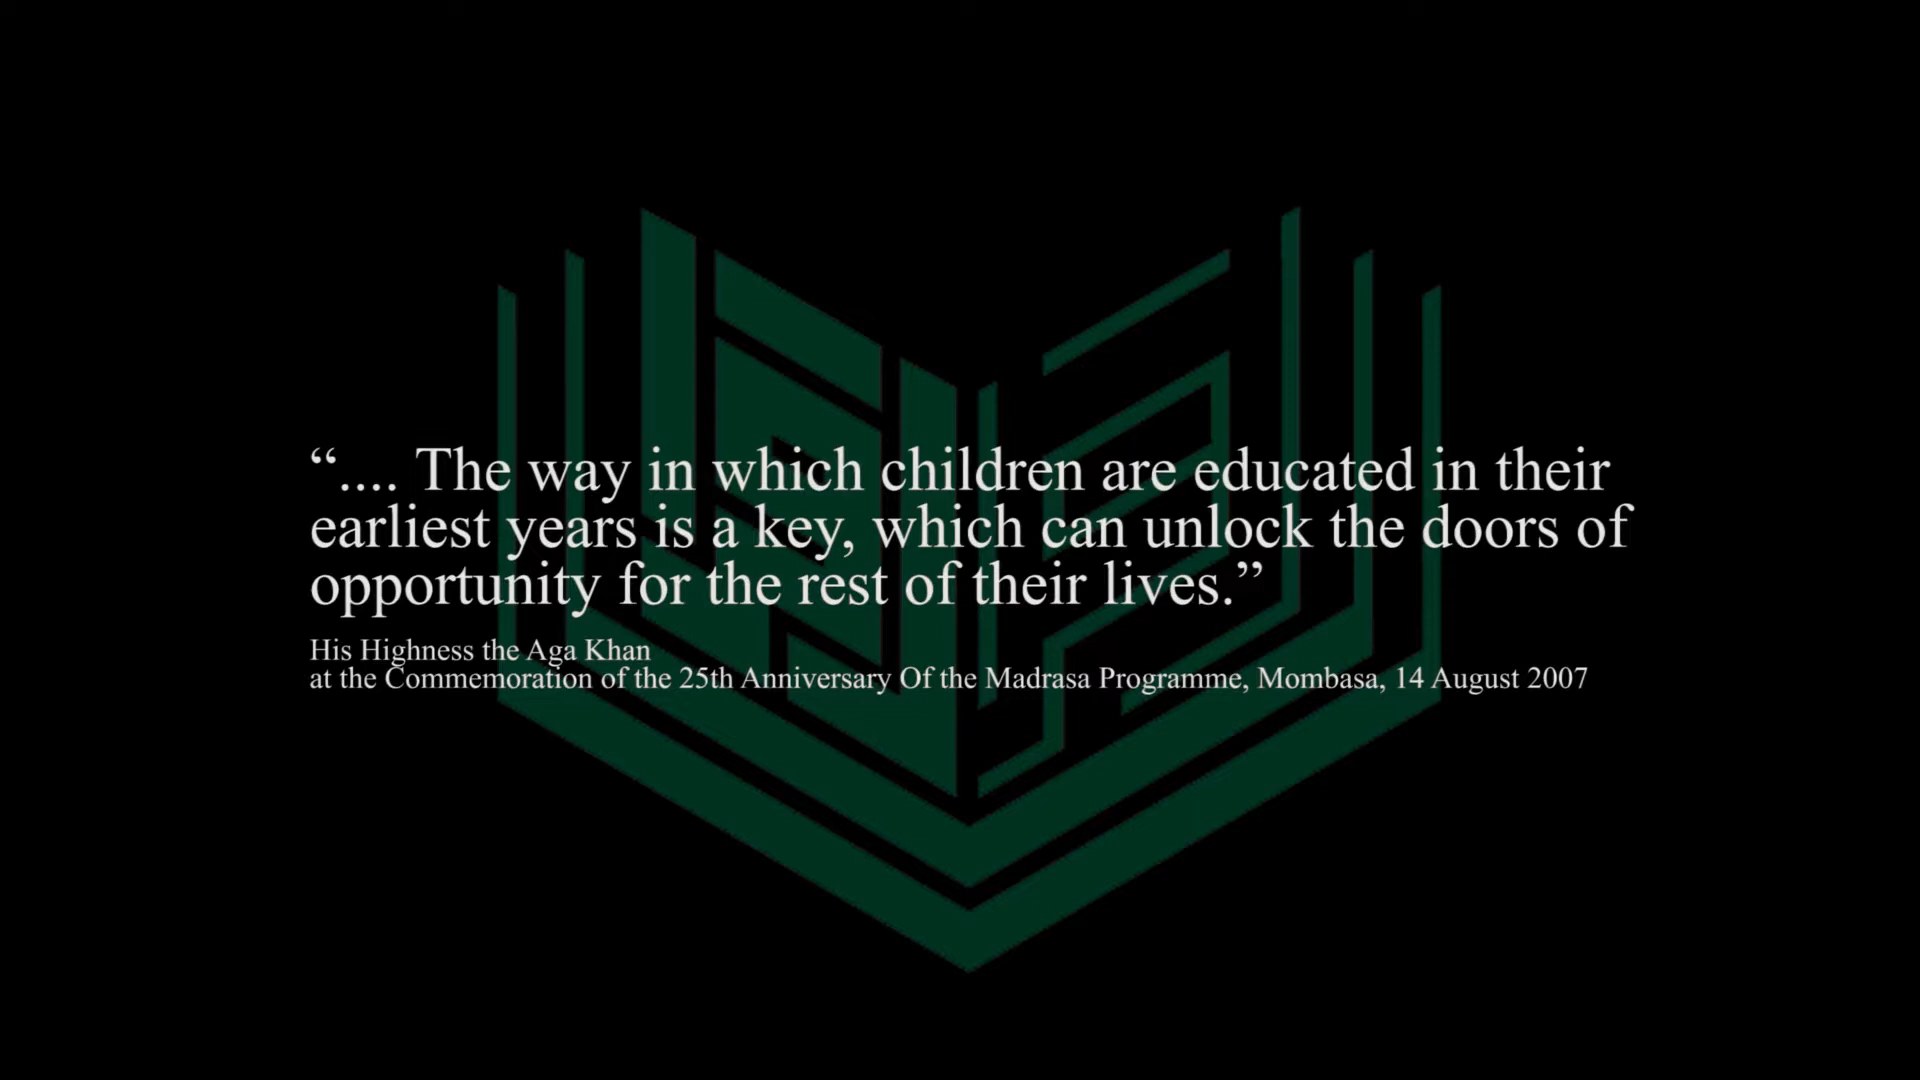 “.... The way in which children are educated in their
earliest years is a key, which can unlock the doors of
opportunity for the rest of their lives.”
His Highness the Aga Khan
at the Commemoration of the 25th Anniversary Of the Madrasa Programme, Mombasa, 14 August 2007